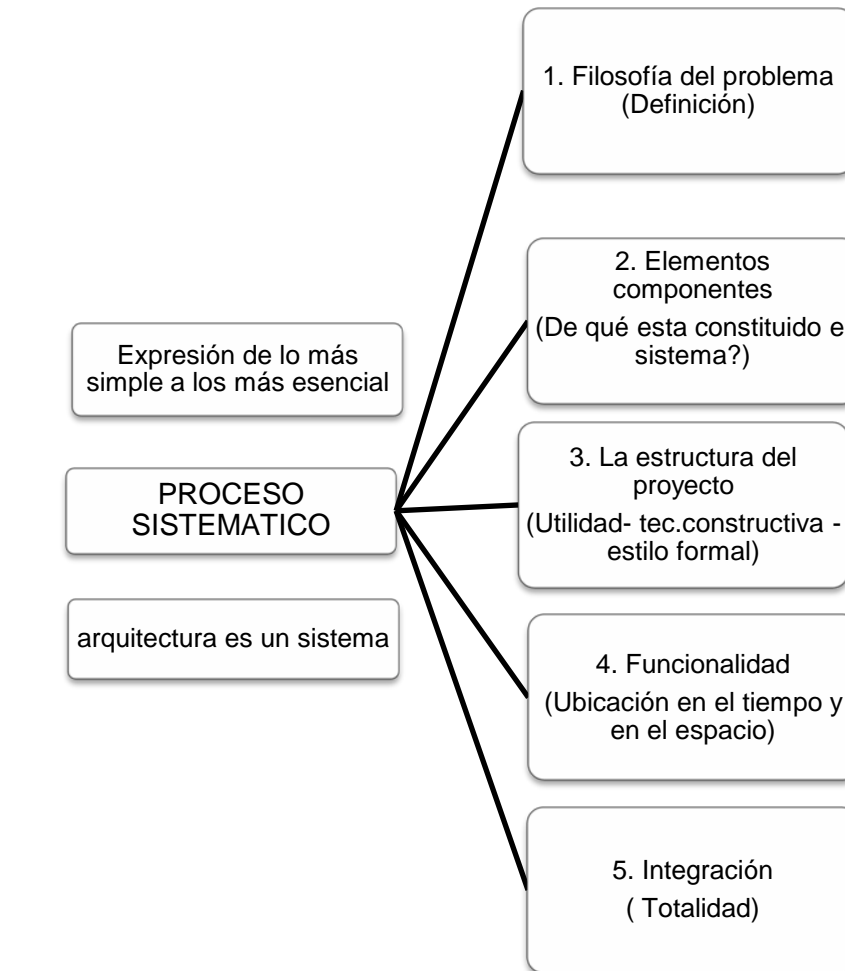 Expresión de lo más
simple a los más esencial
PROCESO
SISTEMATICO
arquitectura es un sistema
1. Filosofía del problema
(Definición)
2. Elementos
componentes
(De qué esta constituido e
sistema?)
3. La estructura del
proyecto
(Utilidad- tec.constructiva -
estilo formal)
4. Funcionalidad
(Ubicación en el tiempo y
en el espacio)
5. Integración
( Totalidad)